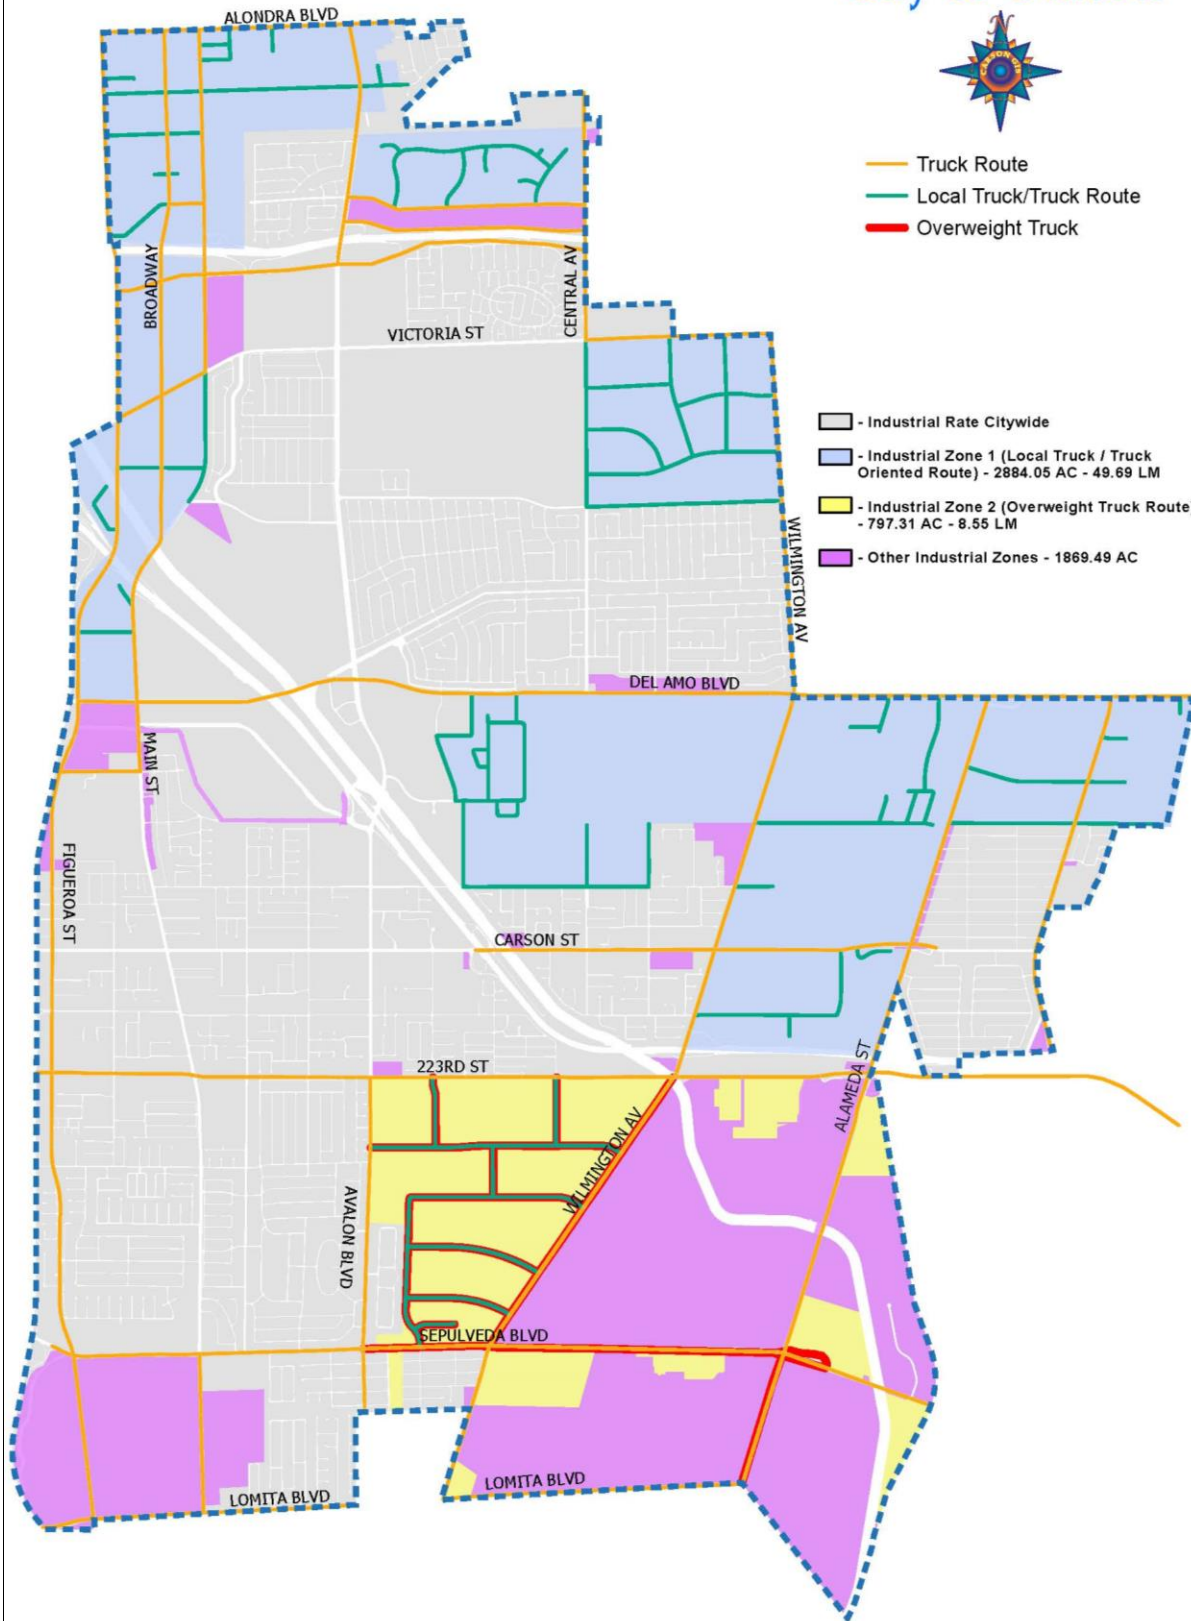 ALONDRA BLVD
N
CARSON CITY
Truck Route
Local Truck/Truck Route
Overweight Truck
BROADWAY
CENTRAL AV
VICTORIA ST
- Industrial Rate Citywide
- Industrial Zone 1 (Local Truck / Truck
Oriented Route) - 2884.05 AC - 49.69 LM
- Industrial Zone 2 (Overweight Truck Route
- 797.31 AC - 8.55 LM
- Other Industrial Zones - 1869.49 AC
WILMINGTON AV
DEL AMO BLVD
MAIN ST
FIGUEROA ST
CARSON ST
223RD ST
ALAMEDA ST
WILMINGTON AV
AVALON BLVD
SEPULVEDA BLVD
LOMITA BLVD
LOMITA BLVD